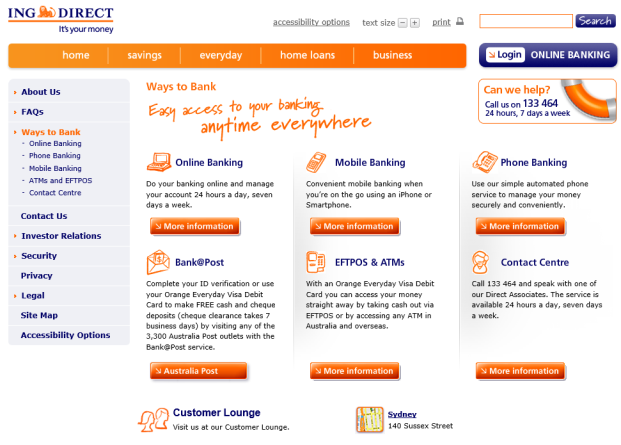 ING DIRECT
It's your money
accessibility options
text size
print
Search
home
savings
everyday
home loans
business
Login
ONLINE BANKING
About Us
FAQs
Ways to Bank
- Online Banking
- Phone Banking
- Mobile Banking
- ATMs and EFTPOS
- Contact Centre
Contact Us
Investor Relations
Security
Privacy
Legal
Site Map
Accessibility Options
Ways to Bank
Easy access to your banking
anytime everywhere
Can we help?
Call us on 133 464
24 hours, 7 days a week
Online Banking
Do your banking online and manage
your account 24 hours a day, seven
days a week.
More information
Mobile Banking
Convenient mobile banking when
you're on the go using an iPhone or
Smartphone.
More information
Phone Banking
Use our simple automated phone
service to manage your money
securely and conveniently.
More information
Bank@Post
Complete your ID verification or use
your Orange Everyday Visa Debit
Card to make FREE cash and cheque
deposits (cheque clearance takes 7
business days) by visiting any of the
3,300 Australia Post outlets with the
Bank@Post service.
Australia Post
EFTPOS & ATMs
With an Orange Everyday Visa Debit
Card you can access your money
straight away by taking cash out via
EFTPOS or by accessing any ATM in
Australia and overseas.
More information
Contact Centre
Call 133 464 and speak with one of
our Direct Associates. The service is
available 24 hours a day, seven days
a week.
More information
Customer Lounge
Visit us at our Customer Lounge.
Sydney
140 Sussex Street